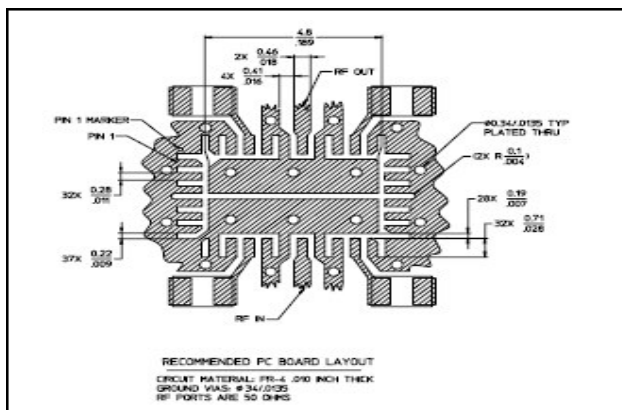 4.8
.189
2X 0.46
.018
RF OUT
4X 0.41
.016
PIN 1 MARKER
PIN 1
Ø0.34/.0135 TYP
PLATED THRU
(2X R 0.1
.004)
32X 0.28
.011
28X 0.19
.007
32X 0.71
.028
37X 0.22
.009
RF IN
RECOMMENDED PC BOARD LAYOUT
CIRCUIT MATERIAL: FR-4 .010 INCH THICK
GROUND VIAS: Ø.34/.0135
RF PORTS ARE 50 OHMS